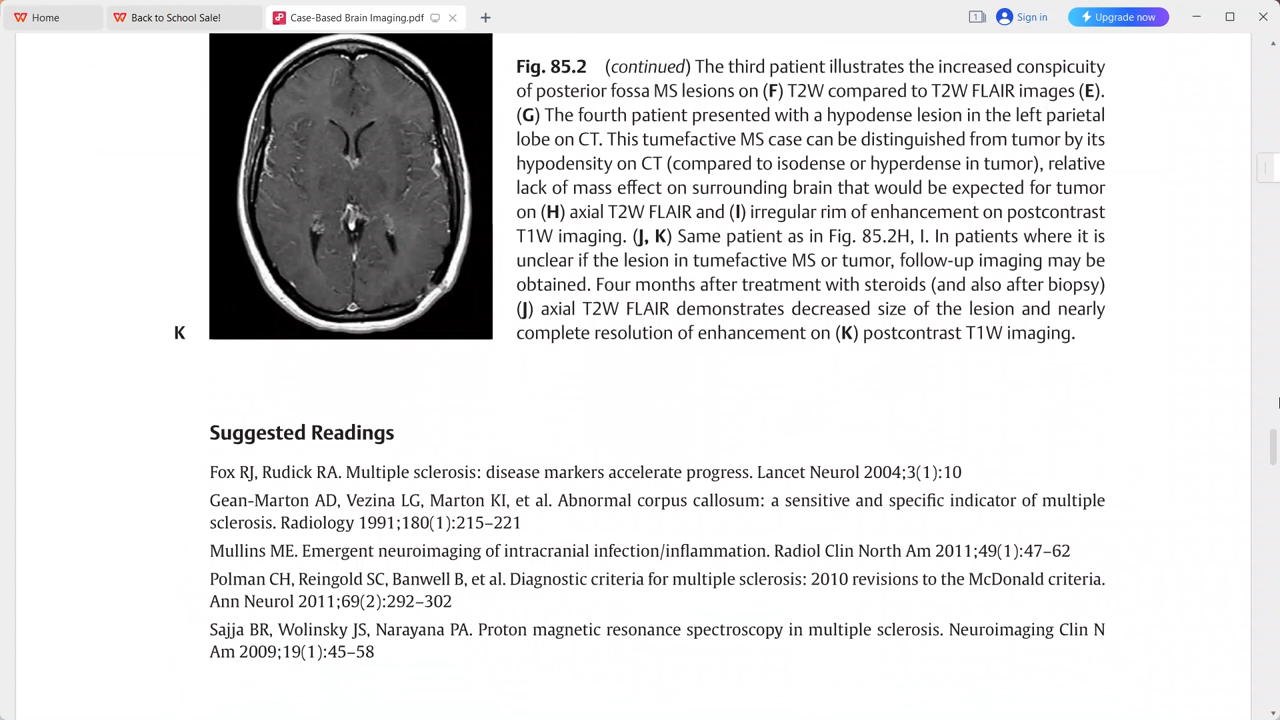 Home
Back to School Sale!
Case-Based Brain Imaging.pdf
1
Sign in
Upgrade now
Fig. 85.2 (continued) The third patient illustrates the increased conspicuity
of posterior fossa MS lesions on (F) T2W compared to T2W FLAIR images (E).
(G) The fourth patient presented with a hypodense lesion in the left parietal
lobe on CT. This tumefactive MS case can be distinguished from tumor by its
hypodensity on CT (compared to isodense or hyperdense in tumor), relative
lack of mass effect on surrounding brain that would be expected for tumor
on (H) axial T2W FLAIR and (I) irregular rim of enhancement on postcontrast
T1W imaging. (J, K) Same patient as in Fig. 85.2H, I. In patients where it is
unclear if the lesion in tumefactive MS or tumor, follow-up imaging may be
obtained. Four months after treatment with steroids (and also after biopsy)
(J) axial T2W FLAIR demonstrates decreased size of the lesion and nearly
complete resolution of enhancement on (K) postcontrast T1W imaging.
K
Suggested Readings
Fox RJ, Rudick RA. Multiple sclerosis: disease markers accelerate progress. Lancet Neurol 2004;3(1):10
Gean-Marton AD, Vezina LG, Marton KI, et al. Abnormal corpus callosum: a sensitive and specific indicator of multiple
sclerosis. Radiology 1991;180(1):215–221
Mullins ME. Emergent neuroimaging of intracranial infection/inflammation. Radiol Clin North Am 2011;49(1):47–62
Polman CH, Reingold SC, Banwell B, et al. Diagnostic criteria for multiple sclerosis: 2010 revisions to the McDonald criteria.
Ann Neurol 2011;69(2):292–302
Sajja BR, Wolinsky JS, Narayana PA. Proton magnetic resonance spectroscopy in multiple sclerosis. Neuroimaging Clin N
Am 2009;19(1):45–58